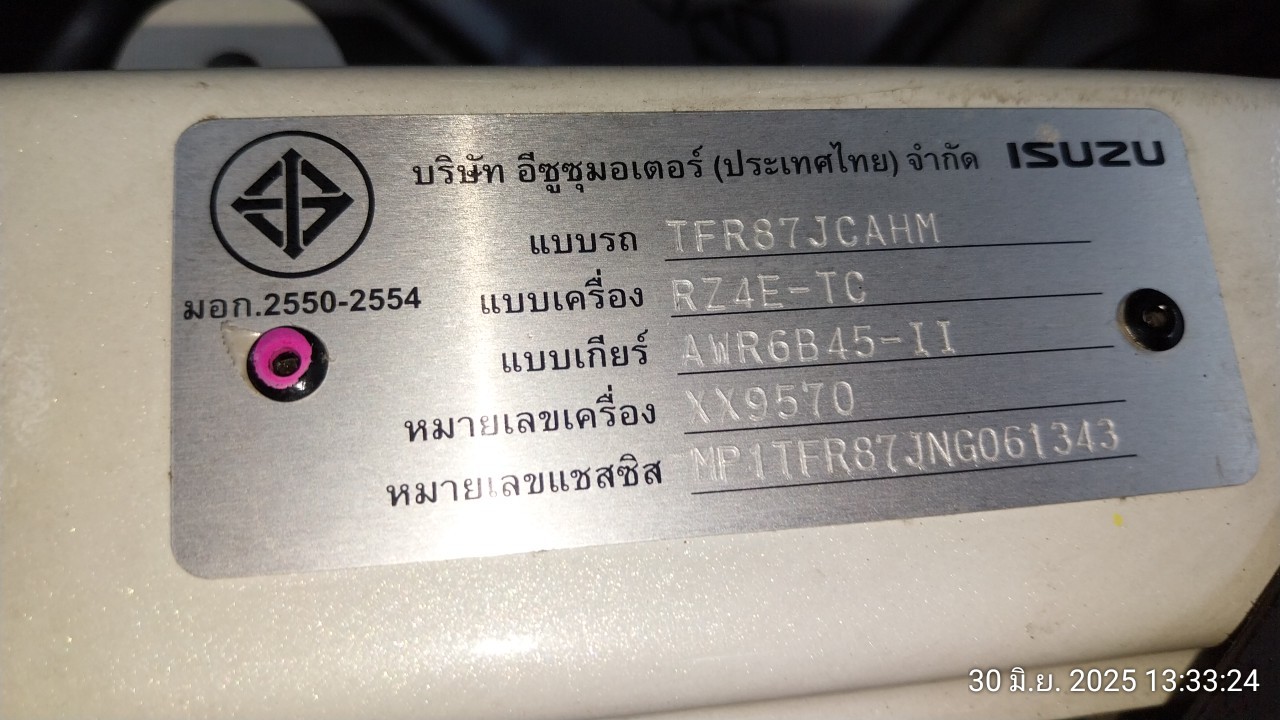 บริษัท อีซูซุมอเตอร์ (ประเทศไทย) จำกัด ISUZU
แบบรถ TFR87JCAHM
มอก.2550-2554
แบบเครื่อง RZ4E-TC
แบบเกียร์ AWR6B45-II
หมายเลขเครื่อง XX9570
หมายเลขแชสซิส MP1TFR87JNG061343
30 มิ.ย. 2025 13:33:24